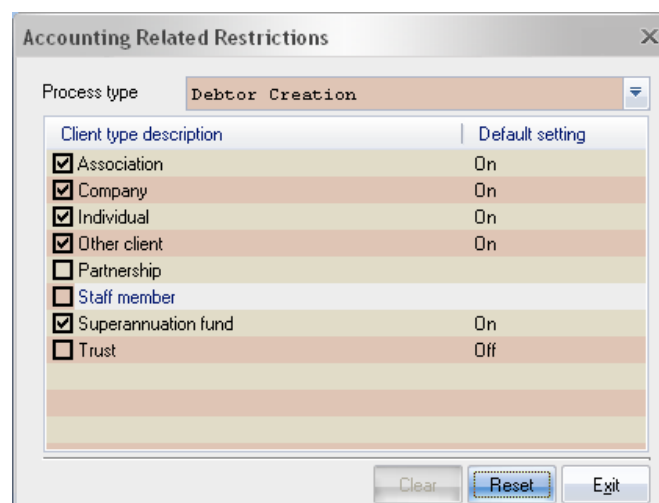 Accounting Related Restrictions
Process type Debtor Creation
Client type description Default setting
Association On
Company On
Individual On
Other client On
Partnership
Staff member
Superannuation fund On
Trust Off
Clear Reset Exit